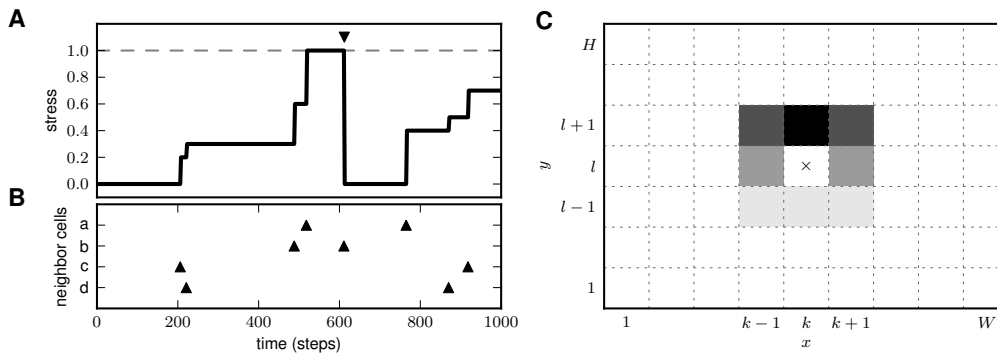 A
stress
1.0
0.8
0.6
0.4
0.2
0.0
B
neighbor cells
a
b
c
d
0 200 400 600 800 1000
time (steps)
C
y
H
l + 1
l
l − 1
1
×
1 k − 1 k k + 1 W
x